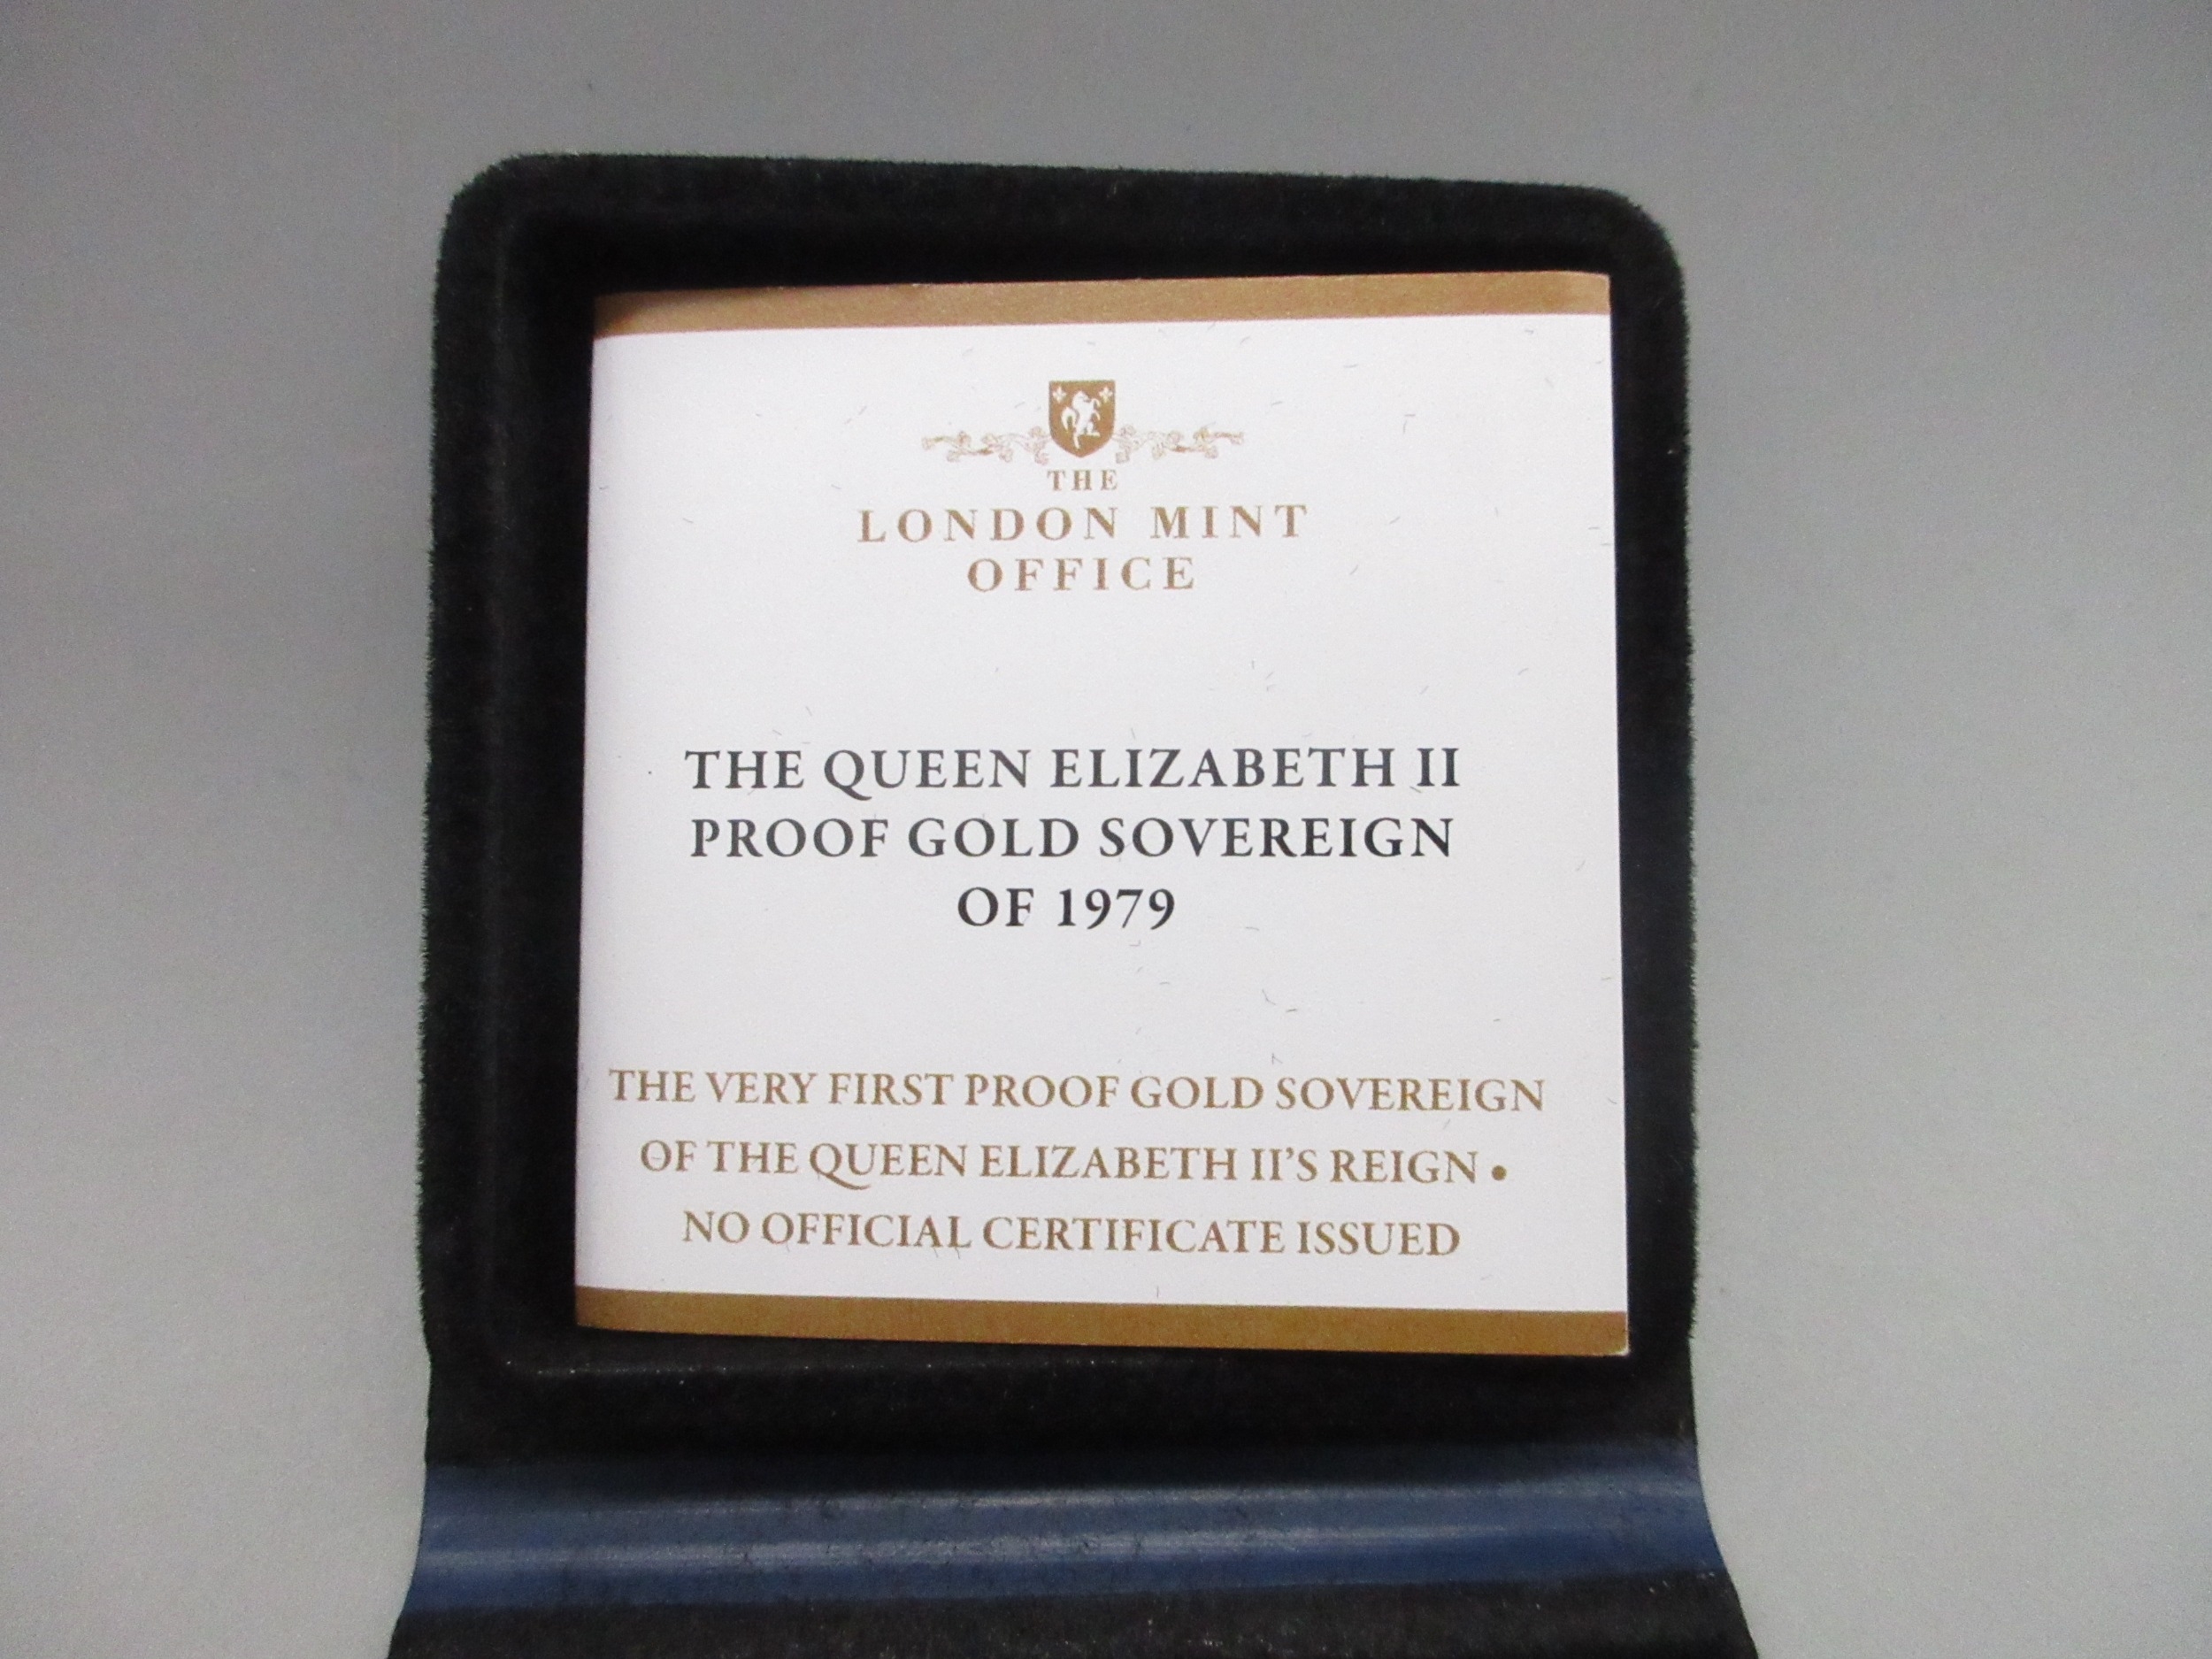 THE
LONDON MINT
OFFICE
THE QUEEN ELIZABETH II
PROOF GOLD SOVEREIGN
OF 1979
THE VERY FIRST PROOF GOLD SOVEREIGN
OF THE QUEEN ELIZABETH II'S REIGN •
NO OFFICIAL CERTIFICATE ISSUED